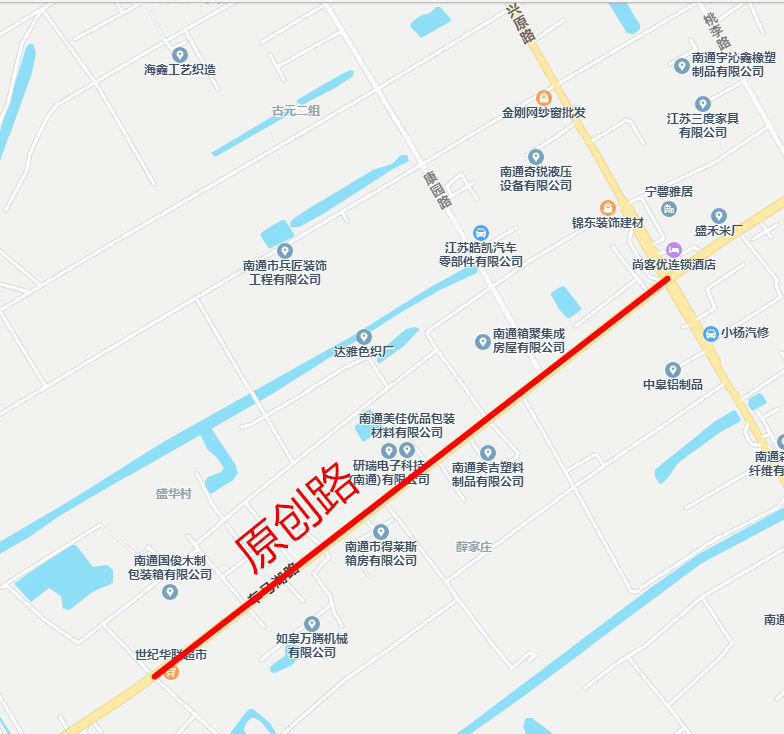 兴原路
桃李路
海鑫工艺织造
南通宇沁鑫橡塑
制品有限公司
古元二组
金刚网纱窗批发
江苏三度家具
有限公司
南通奇锐液压
设备有限公司
康园路
宁馨雅居
锦东装饰建材
盛禾米厂
江苏皓凯汽车
零部件有限公司
南通市兵匠装饰
工程有限公司
尚客优连锁酒店
小杨汽修
南通箱聚集成
房屋有限公司
达雅色织厂
中皋铝制品
南通美佳优品包装
材料有限公司
研瑞电子科技
(南通)有限公司
南通美吉塑料
制品有限公司
南通
纤维有
盛华村
原创路
南通市得莱斯
箱房有限公司
薛家庄
南通国俊木制
包装箱有限公司
车马湖路
如皋万腾机械
有限公司
南通
世纪华联超市